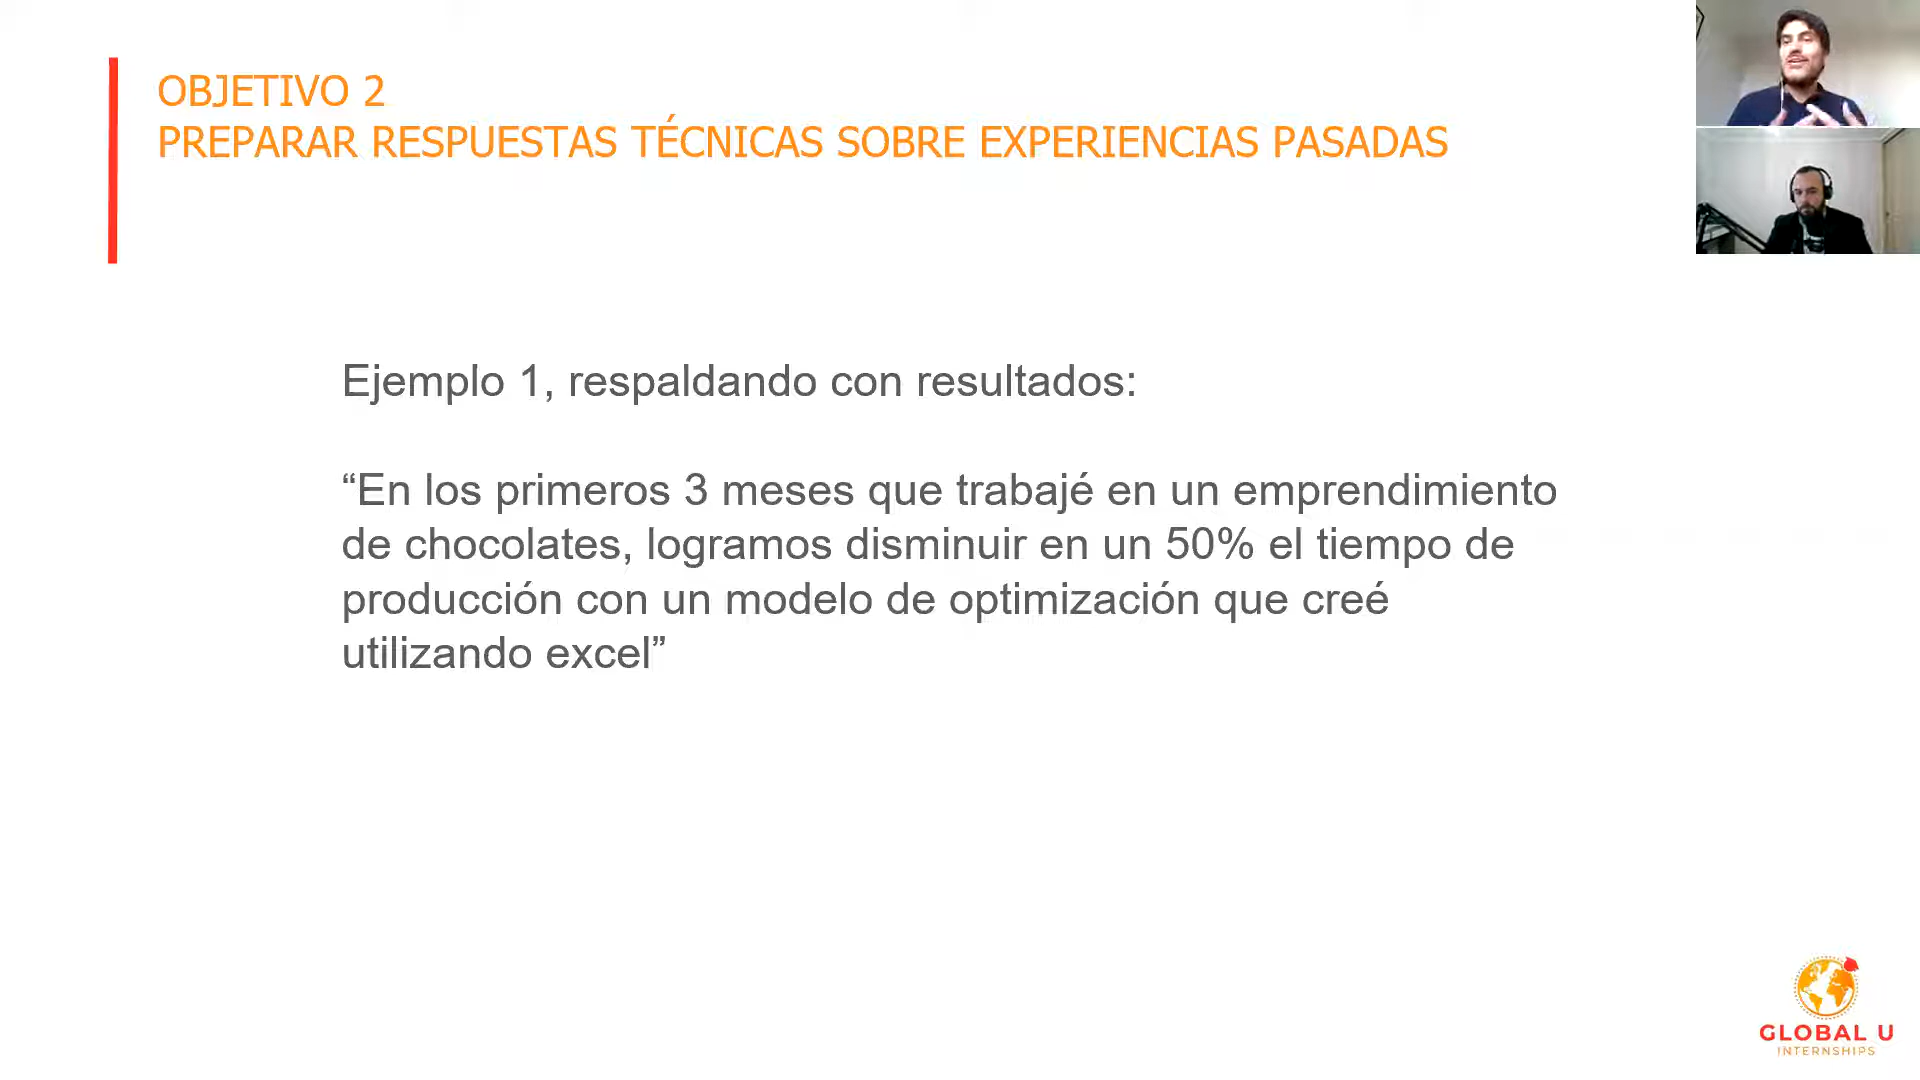 OBJETIVO 2
PREPARAR RESPUESTAS TÉCNICAS SOBRE EXPERIENCIAS PASADAS
Ejemplo 1, respaldando con resultados:
“En los primeros 3 meses que trabajé en un emprendimiento
de chocolates, logramos disminuir en un 50% el tiempo de
producción con un modelo de optimización que creé
utilizando excel”
GLOBAL U
INTERNSHIPS